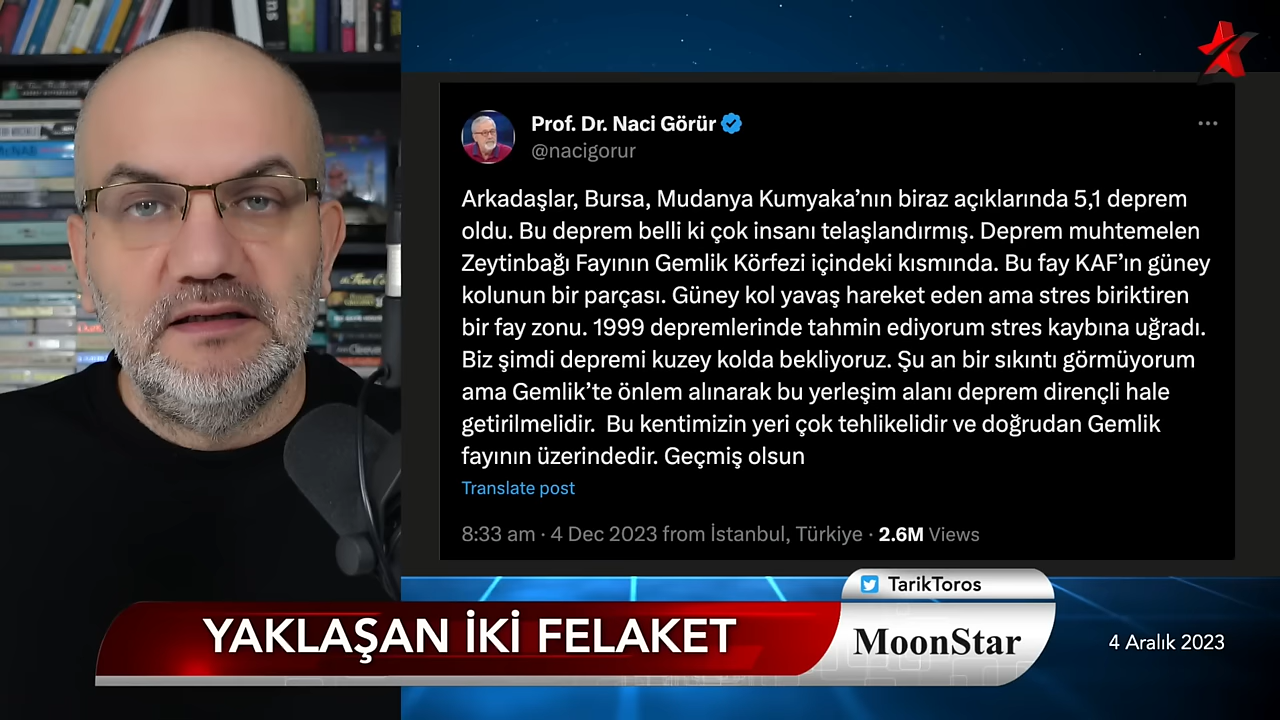 Prof. Dr. Naci Görür
@nacigorur
Arkadaşlar, Bursa, Mudanya Kumyaka’nın biraz açıklarında 5,1 deprem
oldu. Bu deprem belli ki çok insanı telaşlandırmış. Deprem muhtemelen
Zeytinbağı Fayının Gemlik Körfezi içindeki kısmında. Bu fay KAF’ın güney
kolunun bir parçası. Güney kol yavaş hareket eden ama stres biriktiren
bir fay zonu. 1999 depremlerinde tahmin ediyorum stres kaybına uğradı.
Biz şimdi depremi kuzey kolda bekliyoruz. Şu an bir sıkıntı görmüyorum
ama Gemlik’te önlem alınarak bu yerleşim alanı deprem dirençli hale
getirilmelidir.  Bu kentimizin yeri çok tehlikelidir ve doğrudan Gemlik
fayının üzerindedir. Geçmiş olsun
Translate post
8:33 am · 4 Dec 2023 from İstanbul, Türkiye · 2.6M Views
TarikToros
YAKLAŞAN İKİ FELAKET
MoonStar
4 Aralık 2023